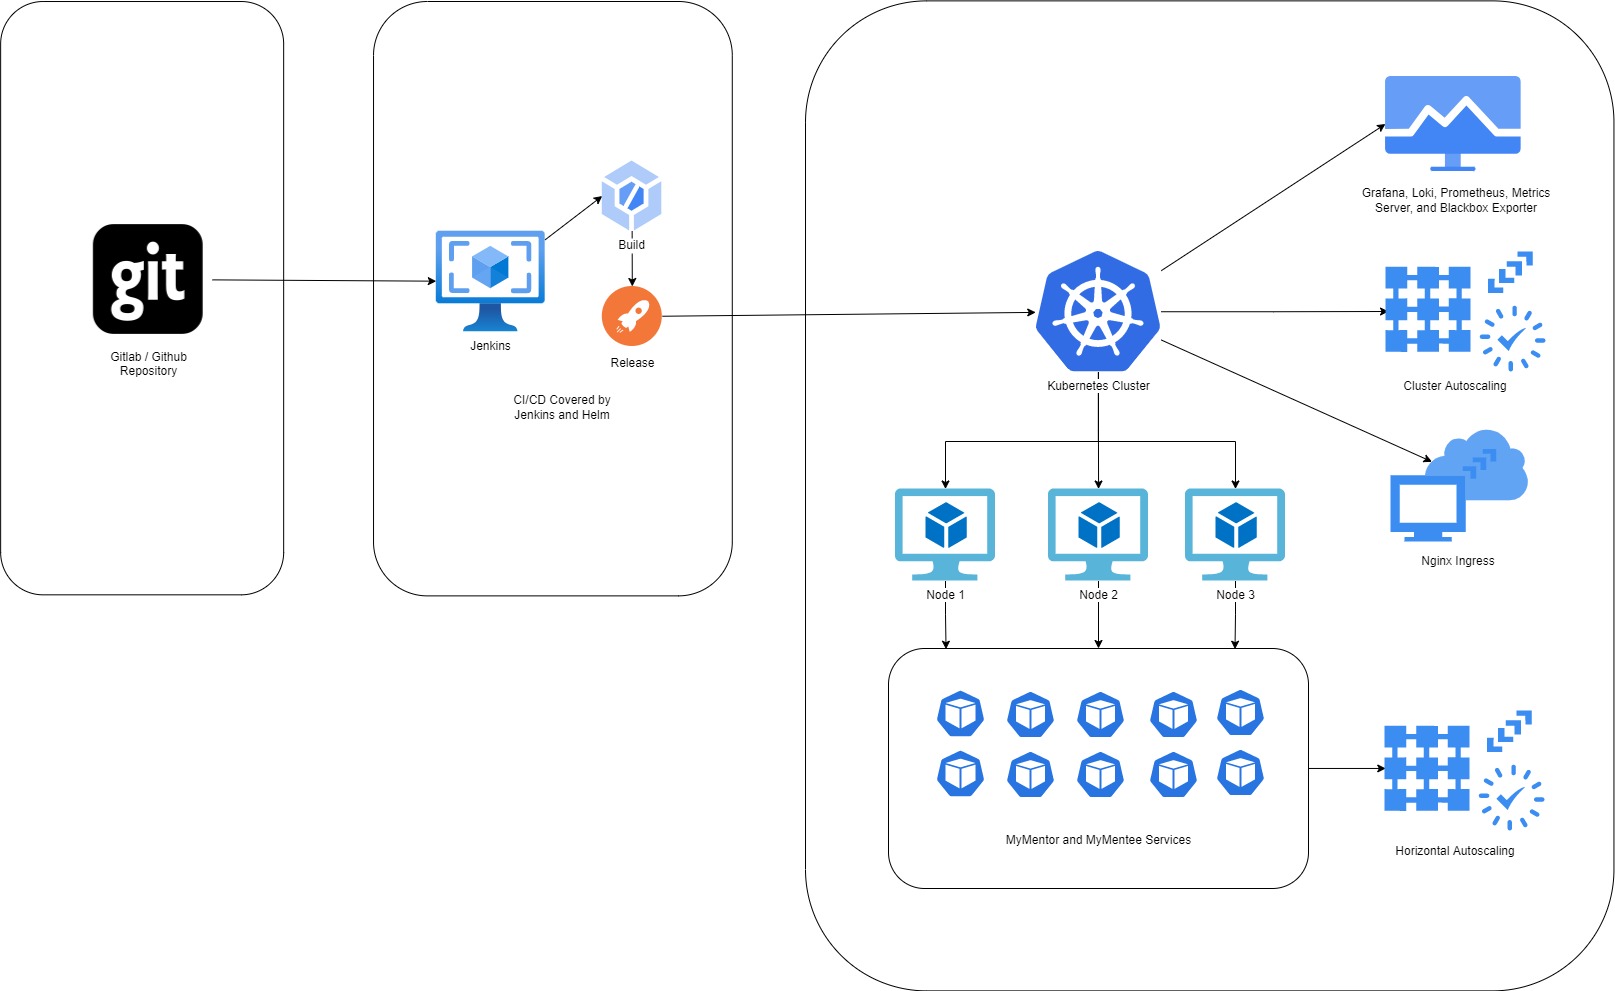 git
Gitlab / Github
Repository
Jenkins
Build
Release
CI/CD Covered by
Jenkins and Helm
Kubernetes Cluster
Grafana, Loki, Prometheus, Metrics
Server, and Blackbox Exporter
Cluster Autoscaling
Nginx Ingress
Node 1
Node 2
Node 3
MyMentor and MyMentee Services
Horizontal Autoscaling